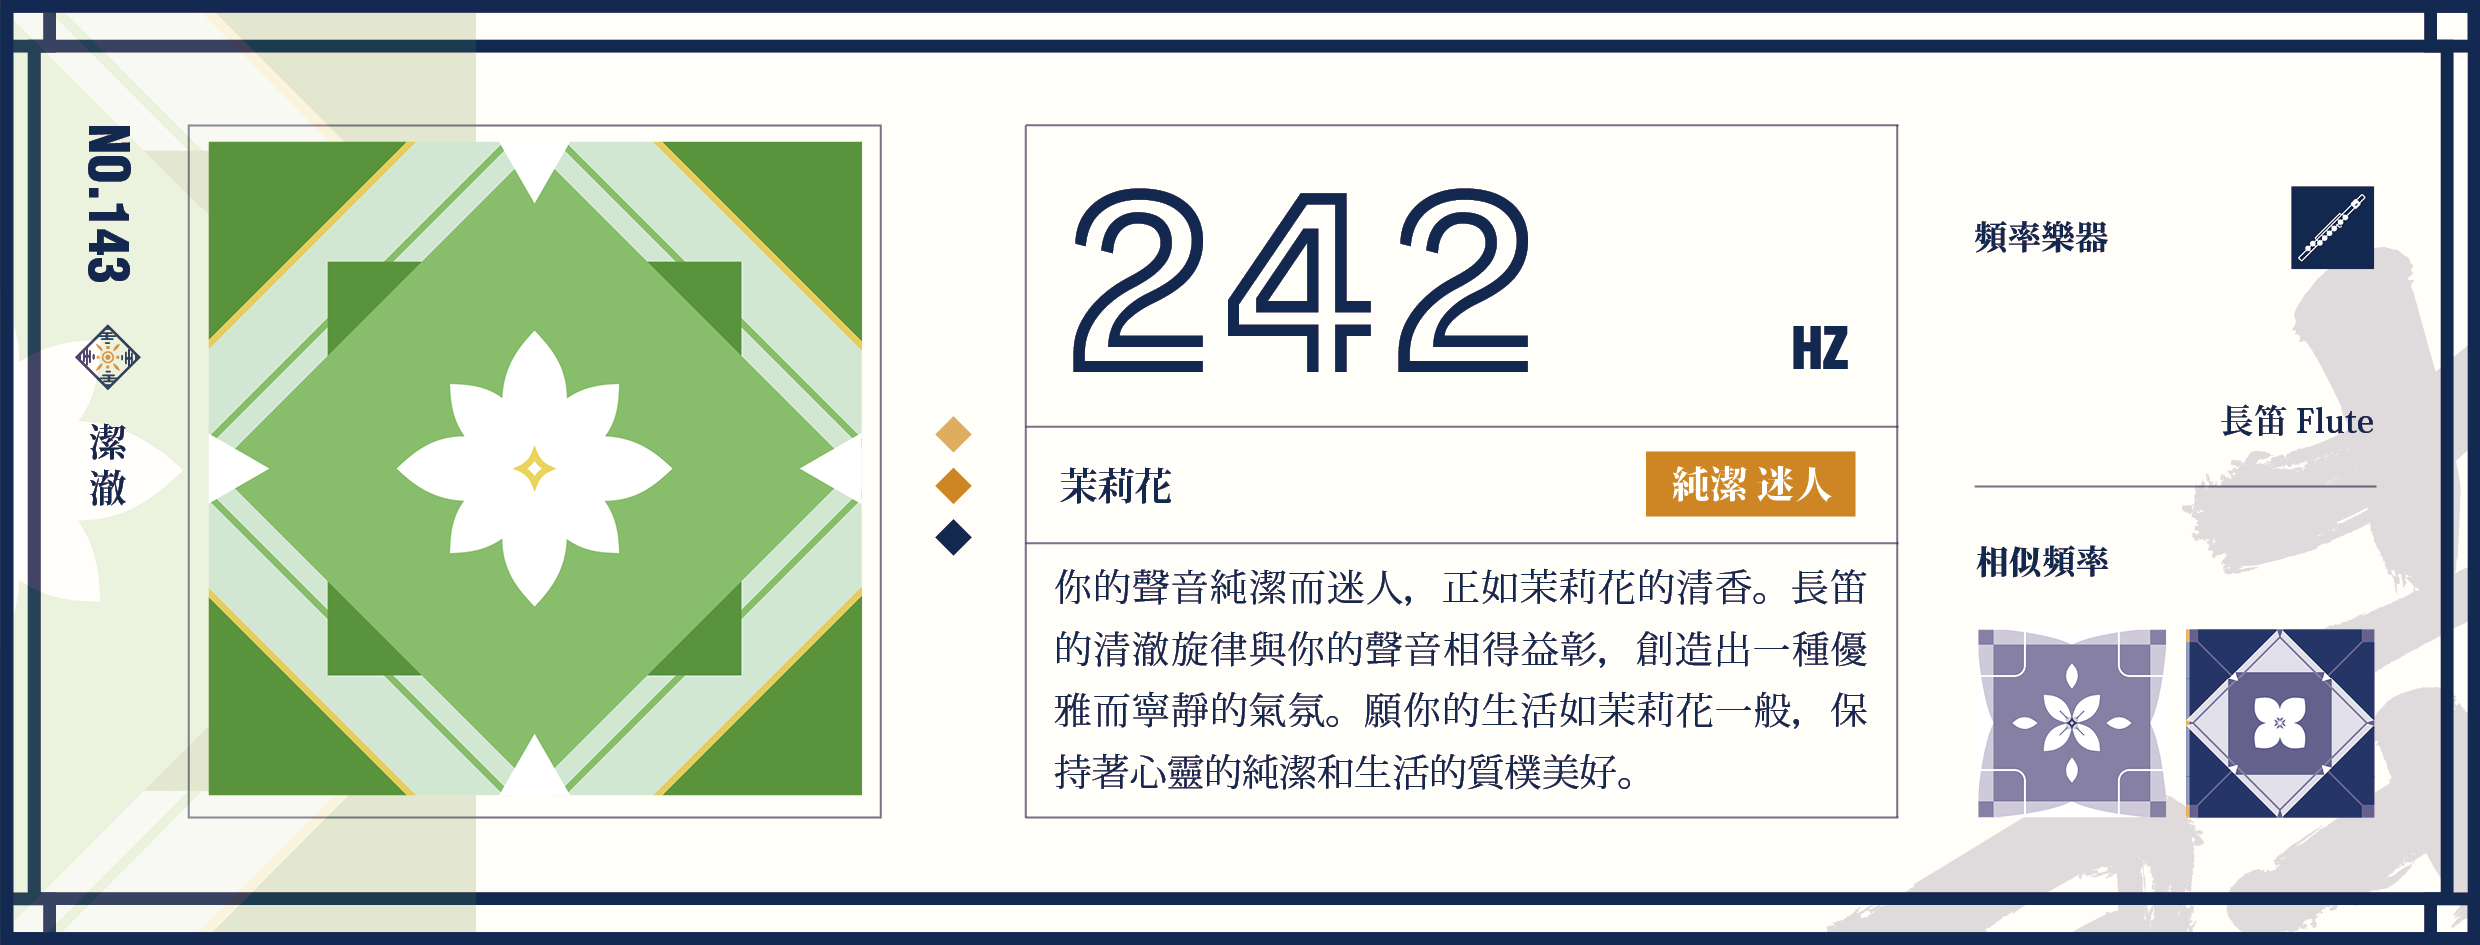 NO.143
潔澈
242
HZ
茉莉花
純潔 迷人
你的聲音純潔而迷人，正如茉莉花的清香。長笛
的清澈旋律與你的聲音相得益彰，創造出一種優
雅而寧靜的氣氛。願你的生活如茉莉花一般，保
持著心靈的純潔和生活的質樸美好。
頻率樂器
長笛 Flute
相似頻率